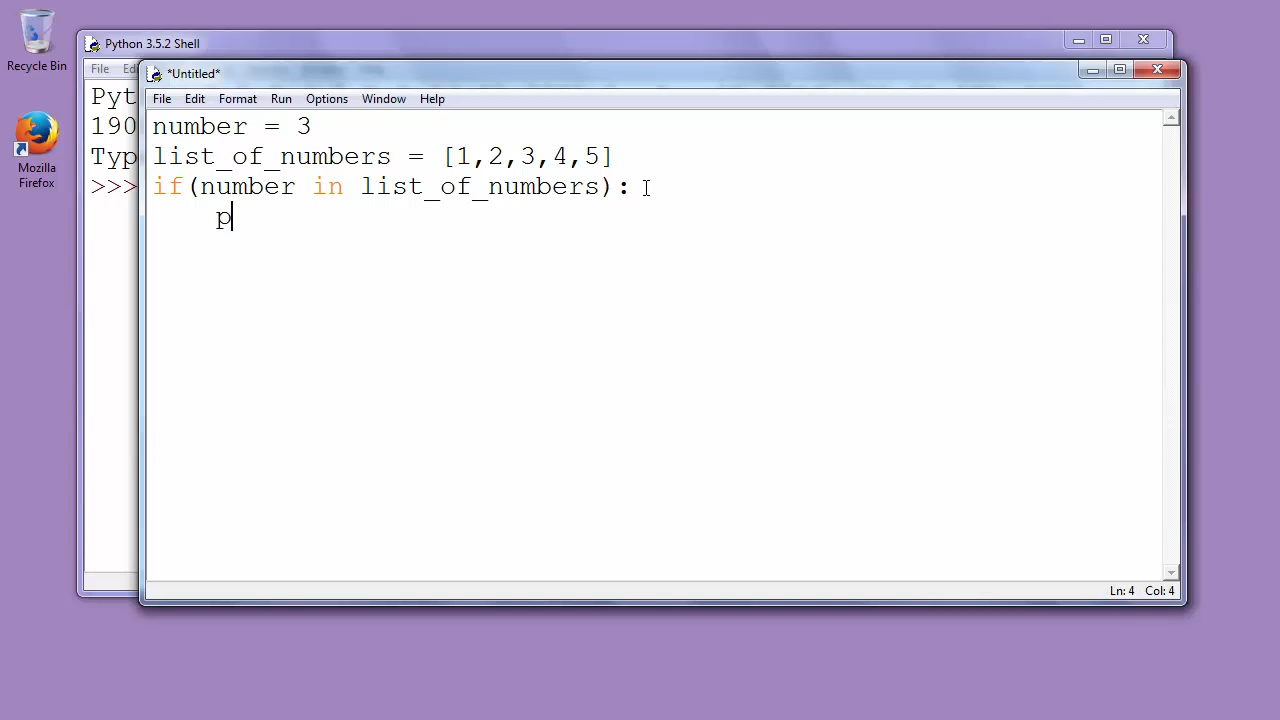 Recycle Bin
Mozilla
Firefox
Python 3.5.2 Shell
File Ed
Pyt
190
Typ
>>>
*Untitled*
File Edit Format Run Options Window Help
number = 3
list_of_numbers = [1,2,3,4,5]
if(number in list_of_numbers):
    p
Ln: 4 Col: 4